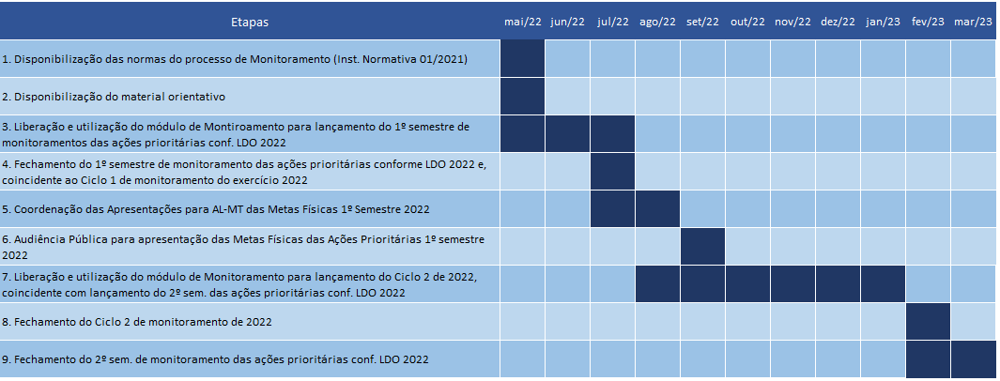 Etapas mai/22 jun/22 jul/22 ago/22 set/22 out/22 nov/22 dez/22 jan/23 fev/23 mar/23
1. Disponibilização das normas do processo de Monitoramento (Inst. Normativa 01/2021)
2. Disponibilização do material orientativo
3. Liberação e utilização do módulo de Montiroamento para lançamento do 1º semestre de
monitoramentos das ações prioritárias conf. LDO 2022
4. Fechamento do 1º semestre de monitoramento das ações prioritárias conforme LDO 2022 e,
coincidente ao Ciclo 1 de monitoramento do exercício 2022
5. Coordenação das Apresentações para AL-MT das Metas Físicas 1º Semestre 2022
6. Audiência Pública para apresentação das Metas Físicas das Ações Prioritárias 1º semestre
2022
7. Liberação e utilização do módulo de Monitoramento para lançamento do Ciclo 2 de 2022,
coincidente com lançamento do 2º sem. das ações prioritárias conf. LDO 2022
8. Fechamento do Ciclo 2 de monitoramento de 2022
9. Fechamento do 2º sem. de monitoramento das ações prioritárias conf. LDO 2022